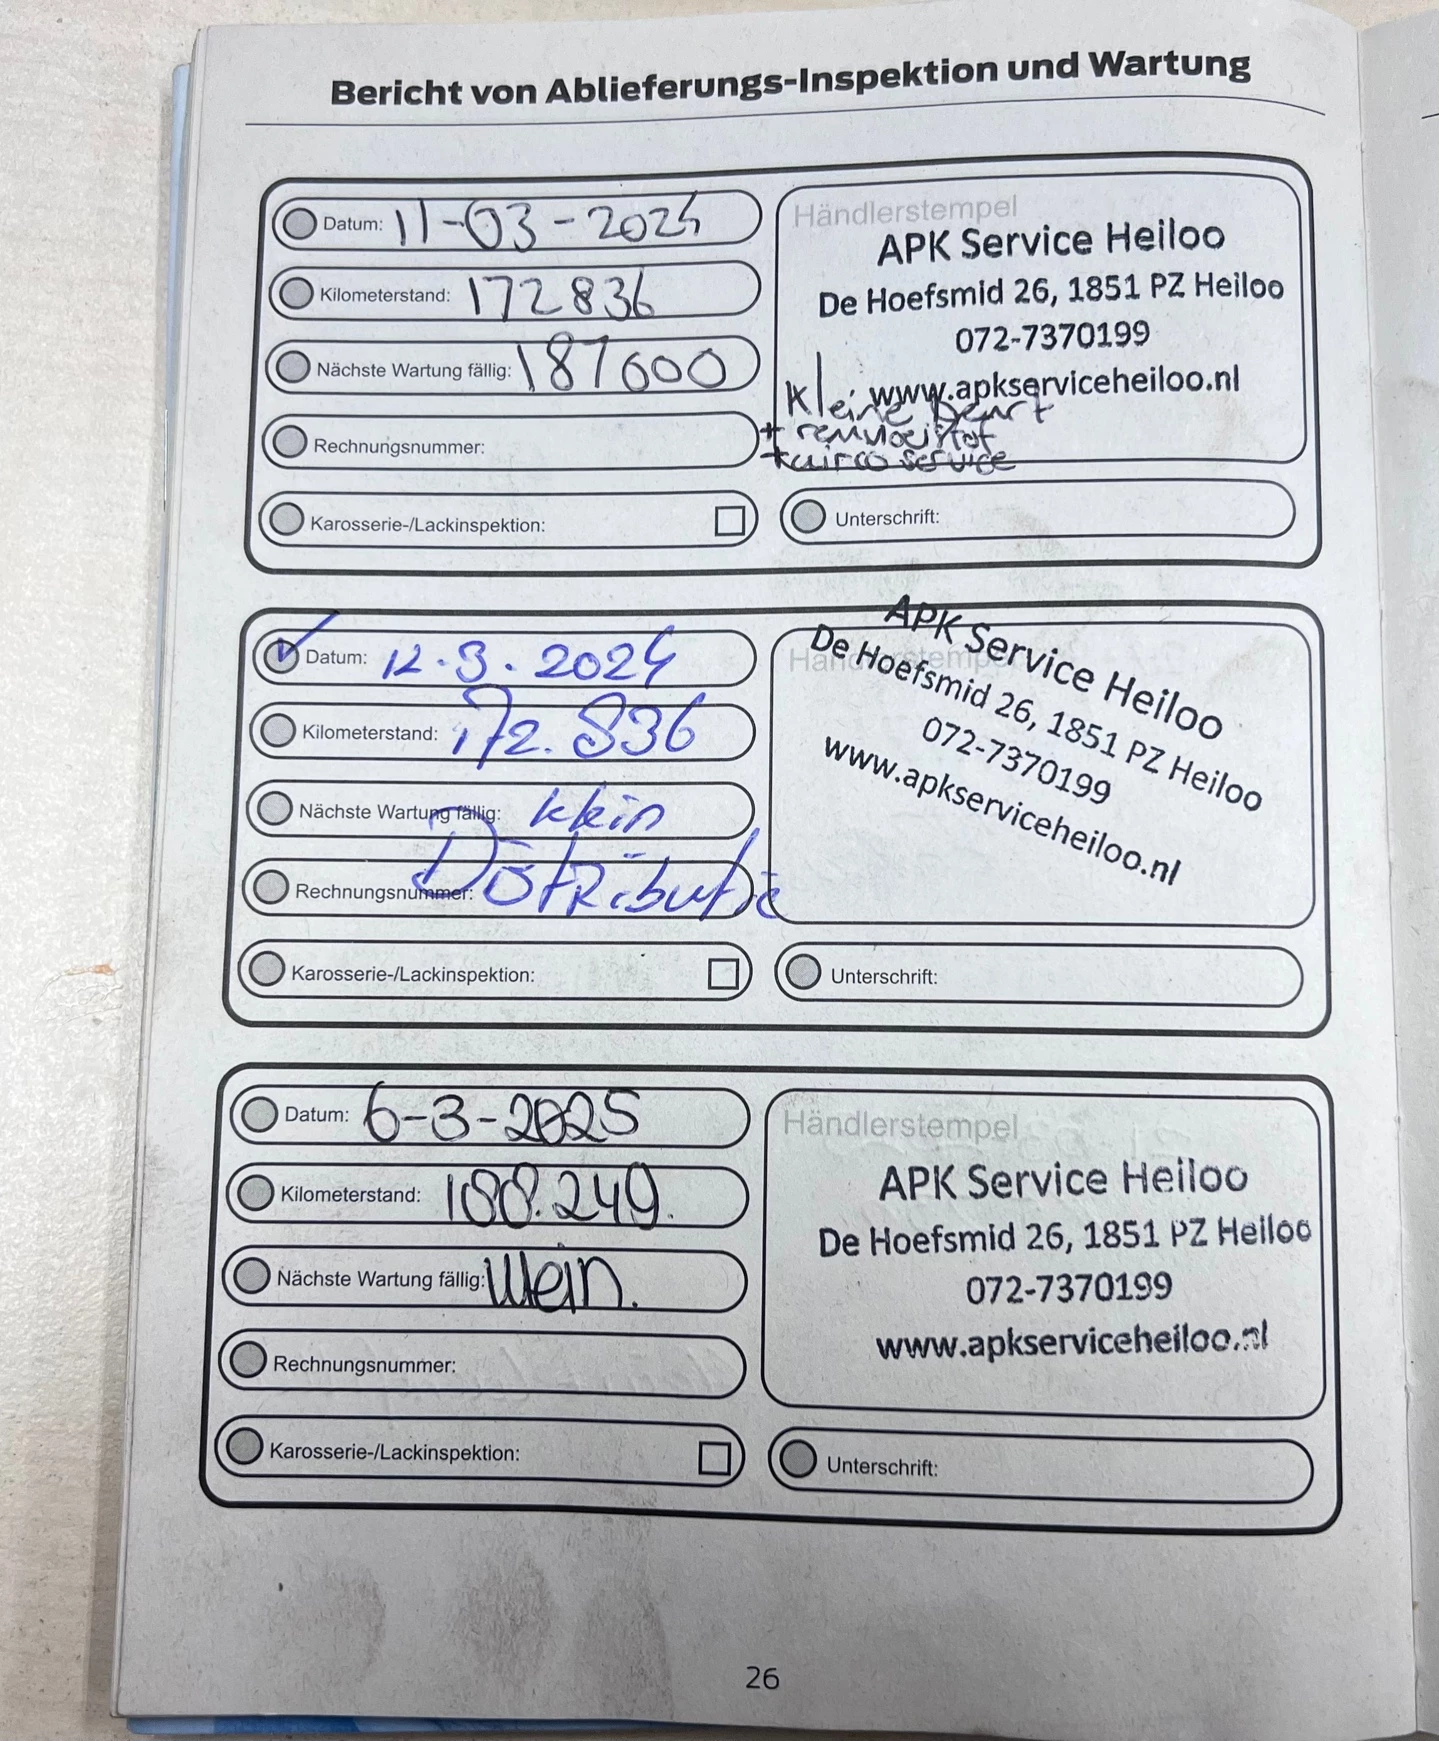 Bericht von Ablieferungs-Inspektion und Wartung
Datum: 11-03-2024
Kilometerstand: 172836
Nächste Wartung fällig: 187600
Rechnungsnummer:
Karosserie-/Lackinspektion:
Händlerstempel
APK Service Heiloo
De Hoefsmid 26, 1851 PZ Heiloo
072-7370199
www.apkserviceheiloo.nl
Kleine beurt
+ remvloeistof
+ airco service
Unterschrift:
Datum: 12.3.2024
Kilometerstand: 172.836
Nächste Wartung fällig: klein
Distributie
Rechnungsnummer:
Karosserie-/Lackinspektion:
Händlerstempel
APK Service Heiloo
De Hoefsmid 26, 1851 PZ Heiloo
072-7370199
www.apkserviceheiloo.nl
Unterschrift:
Datum: 6-3-2025
Kilometerstand: 188.249.
Nächste Wartung fällig: klein.
Rechnungsnummer:
Karosserie-/Lackinspektion:
Händlerstempel
APK Service Heiloo
De Hoefsmid 26, 1851 PZ Heiloo
072-7370199
www.apkserviceheiloo.nl
Unterschrift:
26